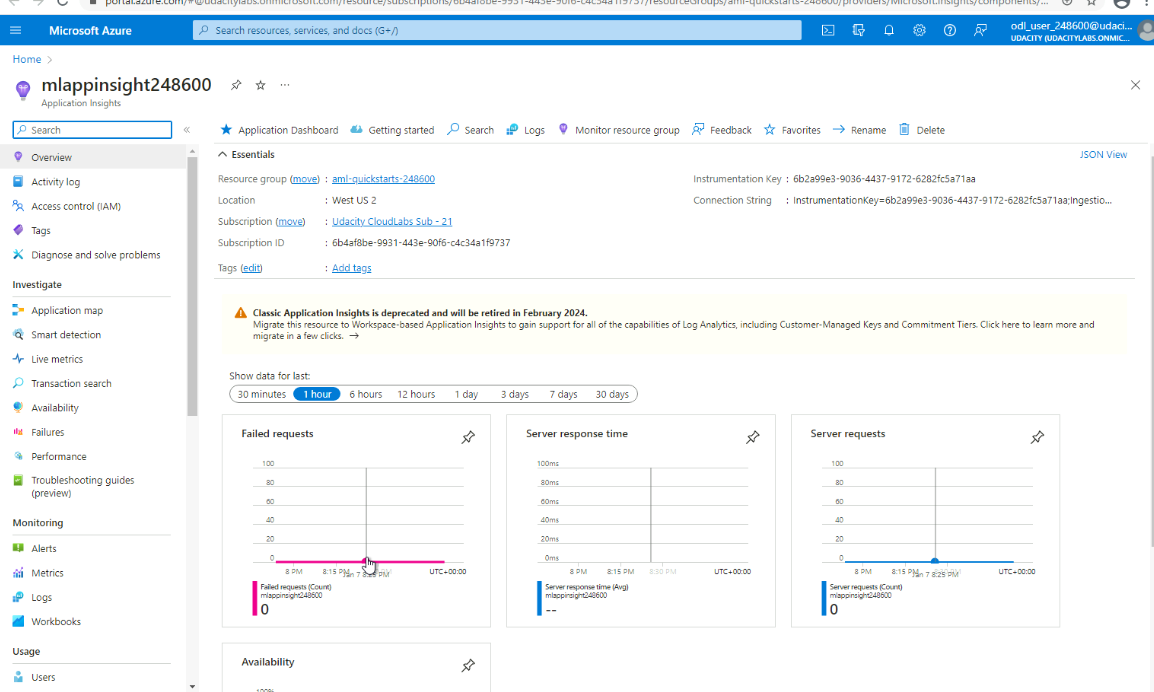 portal.azure.com/#@udacitylabs.onmicrosoft.com/resource/subscriptions/6b4af8be-9931-443e-90f6-c4c34a1f9737/resourceGroups/aml-quickstarts-248600/providers/Microsoft.Insights/components/...
Microsoft Azure
Search resources, services, and docs (G+/)
odl_user_248600@udaci...
UDACITY (UDACITYLABS.ONMIC...
Home
mlappinsight248600
Application Insights
Search
Application Dashboard
Getting started
Search
Logs
Monitor resource group
Feedback
Favorites
Rename
Delete
Overview
Activity log
Access control (IAM)
Tags
Diagnose and solve problems
Investigate
Application map
Smart detection
Live metrics
Transaction search
Availability
Failures
Performance
Troubleshooting guides
(preview)
Monitoring
Alerts
Metrics
Logs
Workbooks
Usage
Users
Essentials
JSON View
Resource group (move) : aml-quickstarts-248600
Location : West US 2
Subscription (move) : Udacity CloudLabs Sub - 21
Subscription ID : 6b4af8be-9931-443e-90f6-c4c34a1f9737
Tags (edit) : Add tags
Instrumentation Key : 6b2a99e3-9036-4437-9172-6282fc5a71aa
Connection String : InstrumentationKey=6b2a99e3-9036-4437-9172-6282fc5a71aa;Ingestio...
Classic Application Insights is deprecated and will be retired in February 2024.
Migrate this resource to Workspace-based Application Insights to gain support for all of the capabilities of Log Analytics, including Customer-Managed Keys and Commitment Tiers. Click here to learn more and
migrate in a few clicks. →
Show data for last:
30 minutes 1 hour 6 hours 12 hours 1 day 3 days 7 days 30 days
Failed requests
100
80
60
40
20
0
8 PM 8:15 PM UTC+00:00
Jan 7 8:25 PM
Failed requests (Count)
mlappinsight248600
0
Server response time
100ms
80ms
60ms
40ms
20ms
0ms
8 PM 8:15 PM 8:30 PM UTC+00:00
Server response time (Avg)
mlappinsight248600
--
Server requests
100
80
60
40
20
0
8 PM 8:15 PM UTC+00:00
Jan 7 8:25 PM
Server requests (Count)
mlappinsight248600
0
Availability
100%